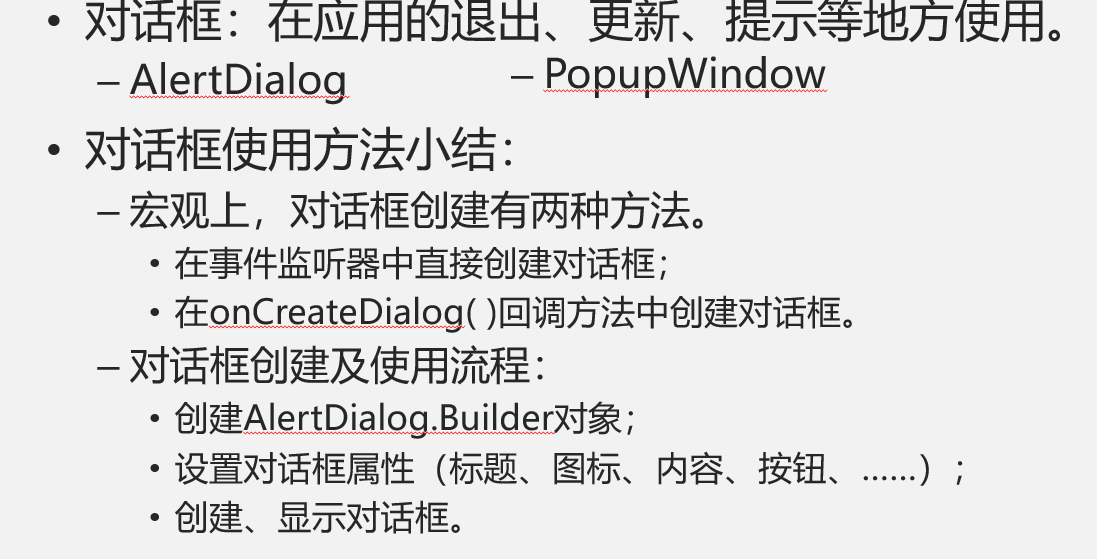 • 对话框：在应用的退出、更新、提示等地方使用。
– AlertDialog – PopupWindow
• 对话框使用方法小结：
– 宏观上，对话框创建有两种方法。
• 在事件监听器中直接创建对话框；
• 在onCreateDialog( )回调方法中创建对话框。
– 对话框创建及使用流程：
• 创建AlertDialog.Builder对象；
• 设置对话框属性（标题、图标、内容、按钮、……）；
• 创建、显示对话框。